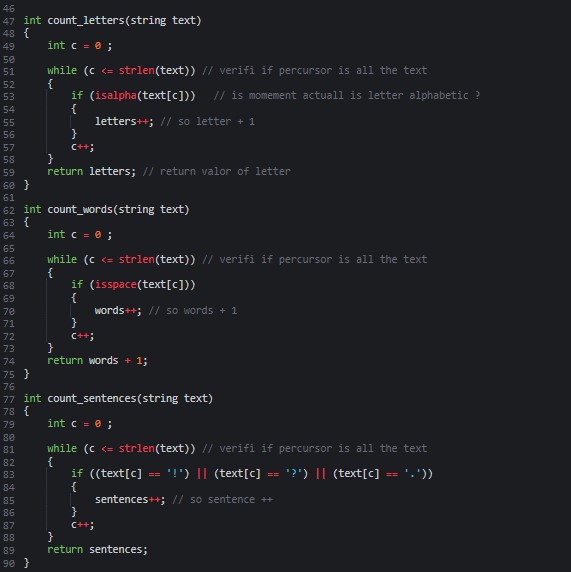 46
47 int count_letters(string text)
48 {
49     int c = 0 ;
50
51     while (c <= strlen(text)) // verifi if percursor is all the text
52     {
53         if (isalpha(text[c]))   // is momement actuall is letter alphabetic ?
54         {
55             letters++; // so letter + 1
56         }
57         c++;
58     }
59     return letters; // return valor of letter
60 }
61
62 int count_words(string text)
63 {
64     int c = 0 ;
65
66     while (c <= strlen(text)) // verifi if percursor is all the text
67     {
68         if (isspace(text[c]))
69         {
70             words++; // so words + 1
71         }
72         c++;
73     }
74     return words + 1;
75 }
76
77 int count_sentences(string text)
78 {
79     int c = 0 ;
80
81     while (c <= strlen(text)) // verifi if percursor is all the text
82     {
83         if ((text[c] == '!') || (text[c] == '?') || (text[c] == '.'))
84         {
85             sentences++; // so sentence ++
86         }
87         c++;
88     }
89     return sentences;
90 }